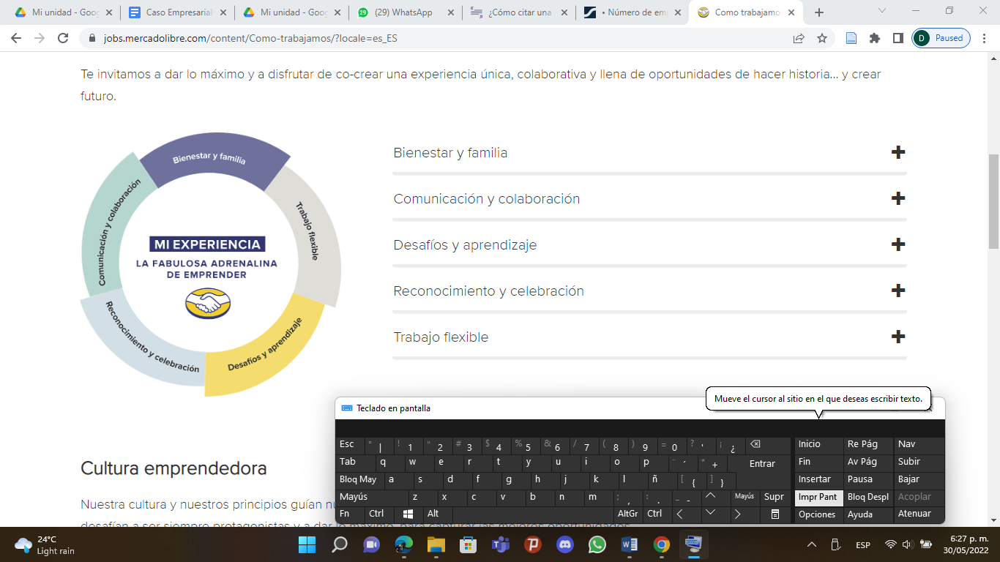 Mi unidad - Goog
Caso Empresarial
Mi unidad - Goog
(29) WhatsApp
¿Cómo citar una
• Número de em
Como trabajamo
jobs.mercadolibre.com/content/Como-trabajamos/?locale=es_ES
D Paused
Te invitamos a dar lo máximo y a disfrutar de co-crear una experiencia única, colaborativa y llena de oportunidades de hacer historia... y crear
futuro.
Bienestar y familia
Trabajo flexible
Desafíos y aprendizaje
Reconocimiento y celebración
Comunicación y colaboración
MI EXPERIENCIA
LA FABULOSA ADRENALINA
DE EMPRENDER
Bienestar y familia
Comunicación y colaboración
Desafíos y aprendizaje
Reconocimiento y celebración
Trabajo flexible
Mueve el cursor al sitio en el que deseas escribir texto.
Teclado en pantalla
Esc ° | ! 1 " 2 # 3 $ 4 % 5 & 6 / 7 ( 8 ) 9 = 0 ? ' ¡ ¿ Inicio Re Pág Nav
Tab q w e r t y u i o p ¨ ´ * + Entrar Fin Av Pág Subir
Bloq May a s d f g h j k l ñ [ { ] } Insertar Pausa Bajar
Mayús z x c v b n m ; , : . _ - Mayús Supr Impr Pant Bloq Despl Acoplar
Fn Ctrl Alt AltGr Ctrl Opciones Ayuda Atenuar
Cultura emprendedora
Nuestra cultura y nuestros principios guían
desafían a ser siempre protagonistas y a dar lo máximo, para capturar las mejores oportunidades.
24°C
Light rain
ESP
6:27 p. m.
30/05/2022